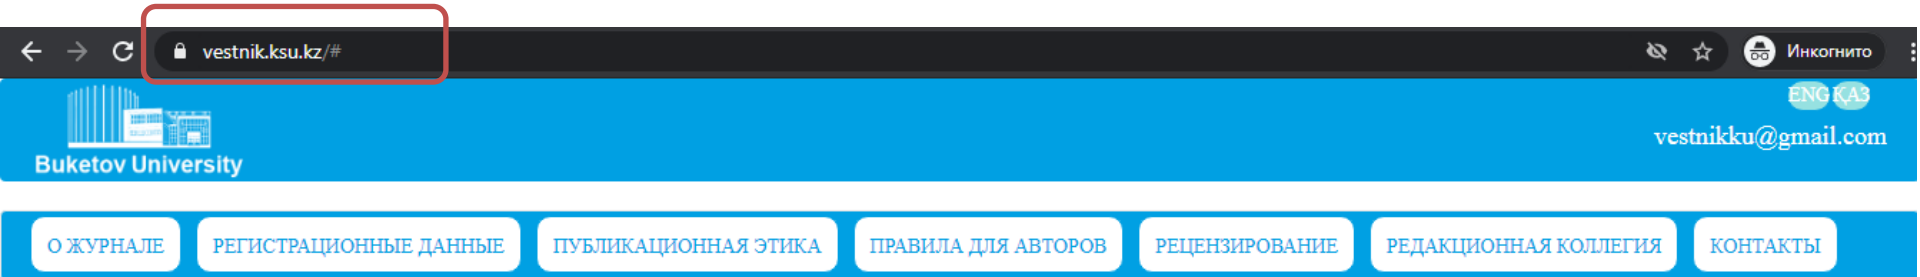 vestnik.ksu.kz/#
Инкогнито
ENG ҚАЗ
vestnikku@gmail.com
Buketov University
О ЖУРНАЛЕ РЕГИСТРАЦИОННЫЕ ДАННЫЕ ПУБЛИКАЦИОННАЯ ЭТИКА ПРАВИЛА ДЛЯ АВТОРОВ РЕЦЕНЗИРОВАНИЕ РЕДАКЦИОННАЯ КОЛЛЕГИЯ КОНТАКТЫ